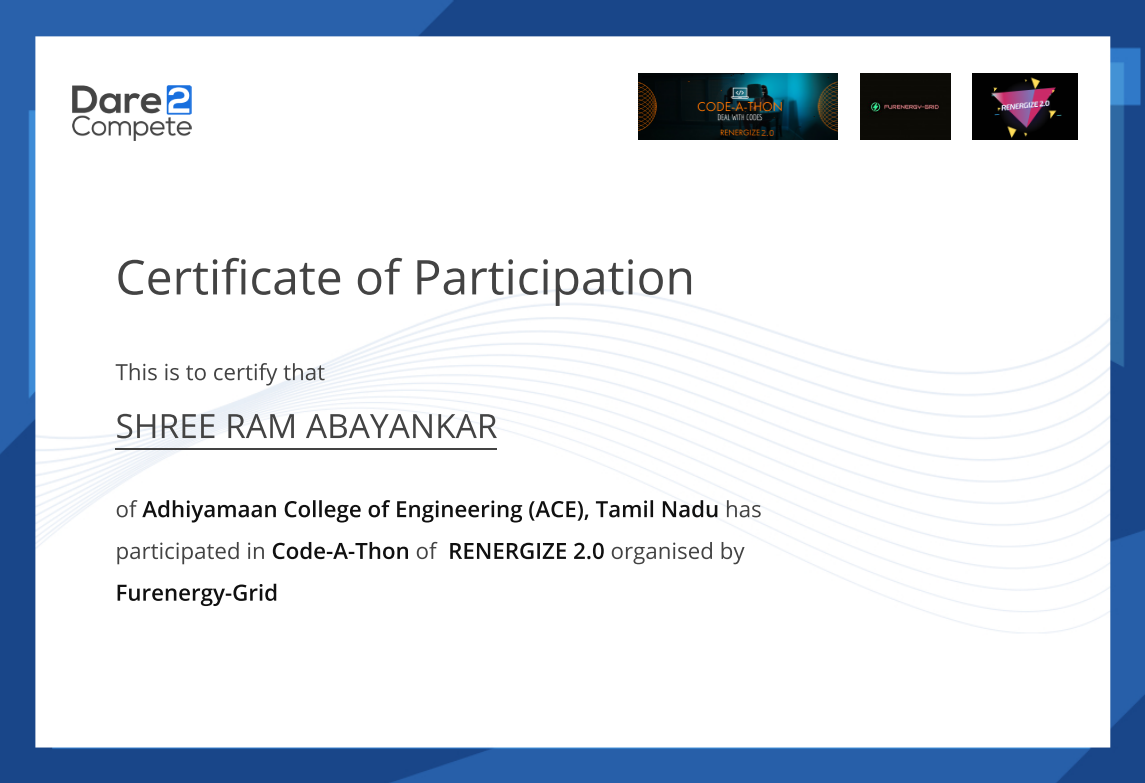 Dare2
Compete
CODE-A-THON
DEAL WITH CODES
RENERGIZE 2.0
FURENERGY-GRID
RENERGIZE 2.0
Certificate of Participation
This is to certify that
SHREE RAM ABAYANKAR
of Adhiyamaan College of Engineering (ACE), Tamil Nadu has
participated in Code-A-Thon of RENERGIZE 2.0 organised by
Furenergy-Grid